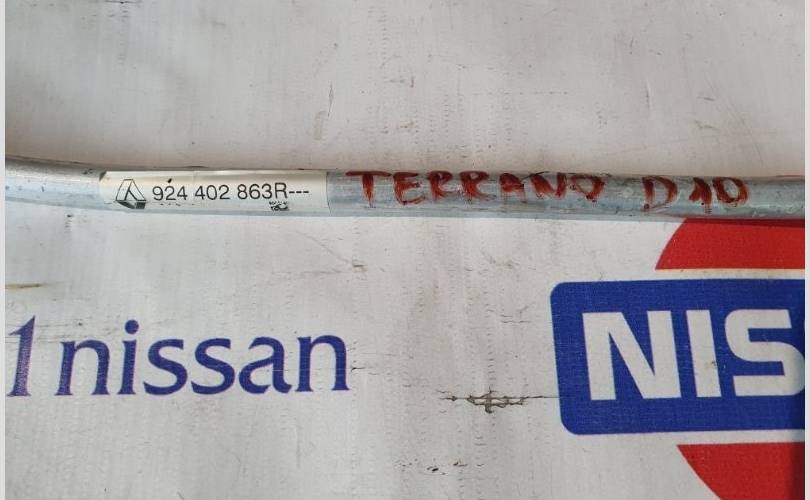 924 402 863R--- TERRANO D10
1nissan
NIS